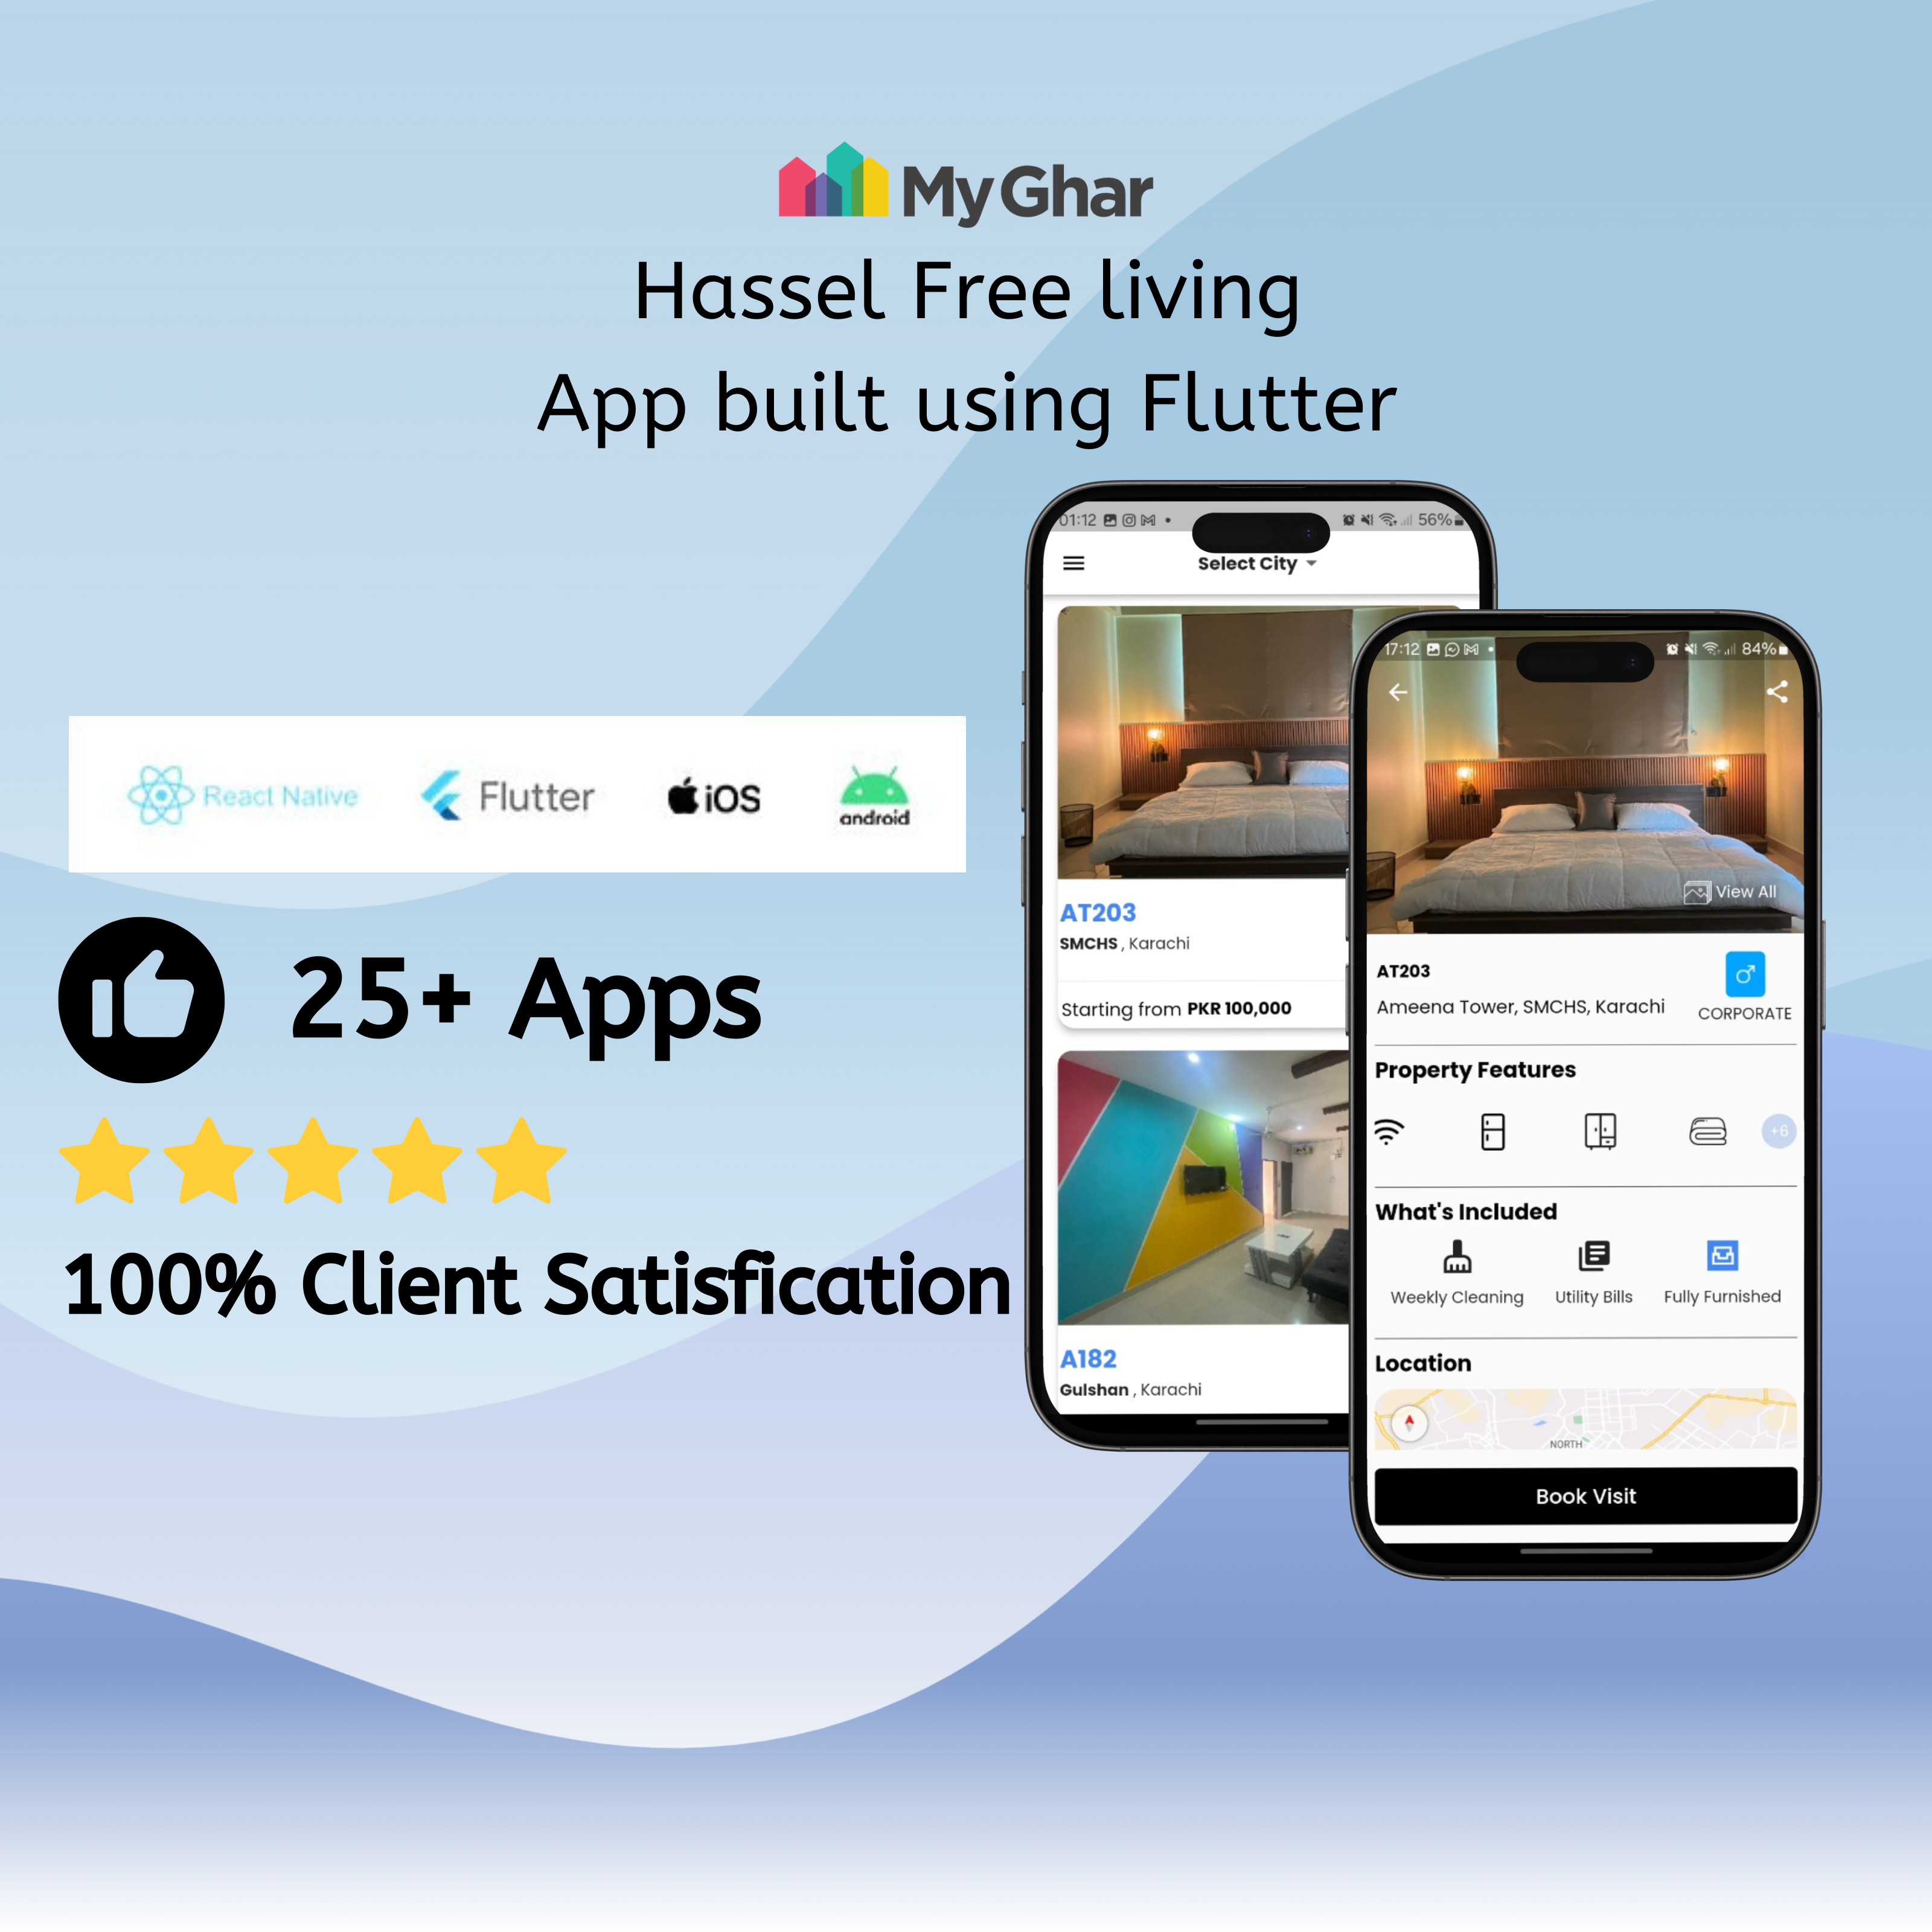 My Ghar
Hassel Free living
App built using Flutter
React Native
Flutter
iOS
android
25+ Apps
100% Client Satisfication
01:12
56%
Select City
AT203
SMCHS , Karachi
Starting from PKR 100,000
A182
Gulshan , Karachi
17:12
84%
View All
AT203
Ameena Tower, SMCHS, Karachi
CORPORATE
Property Features
+6
What's Included
Weekly Cleaning
Utility Bills
Fully Furnished
Location
NORTH
Book Visit